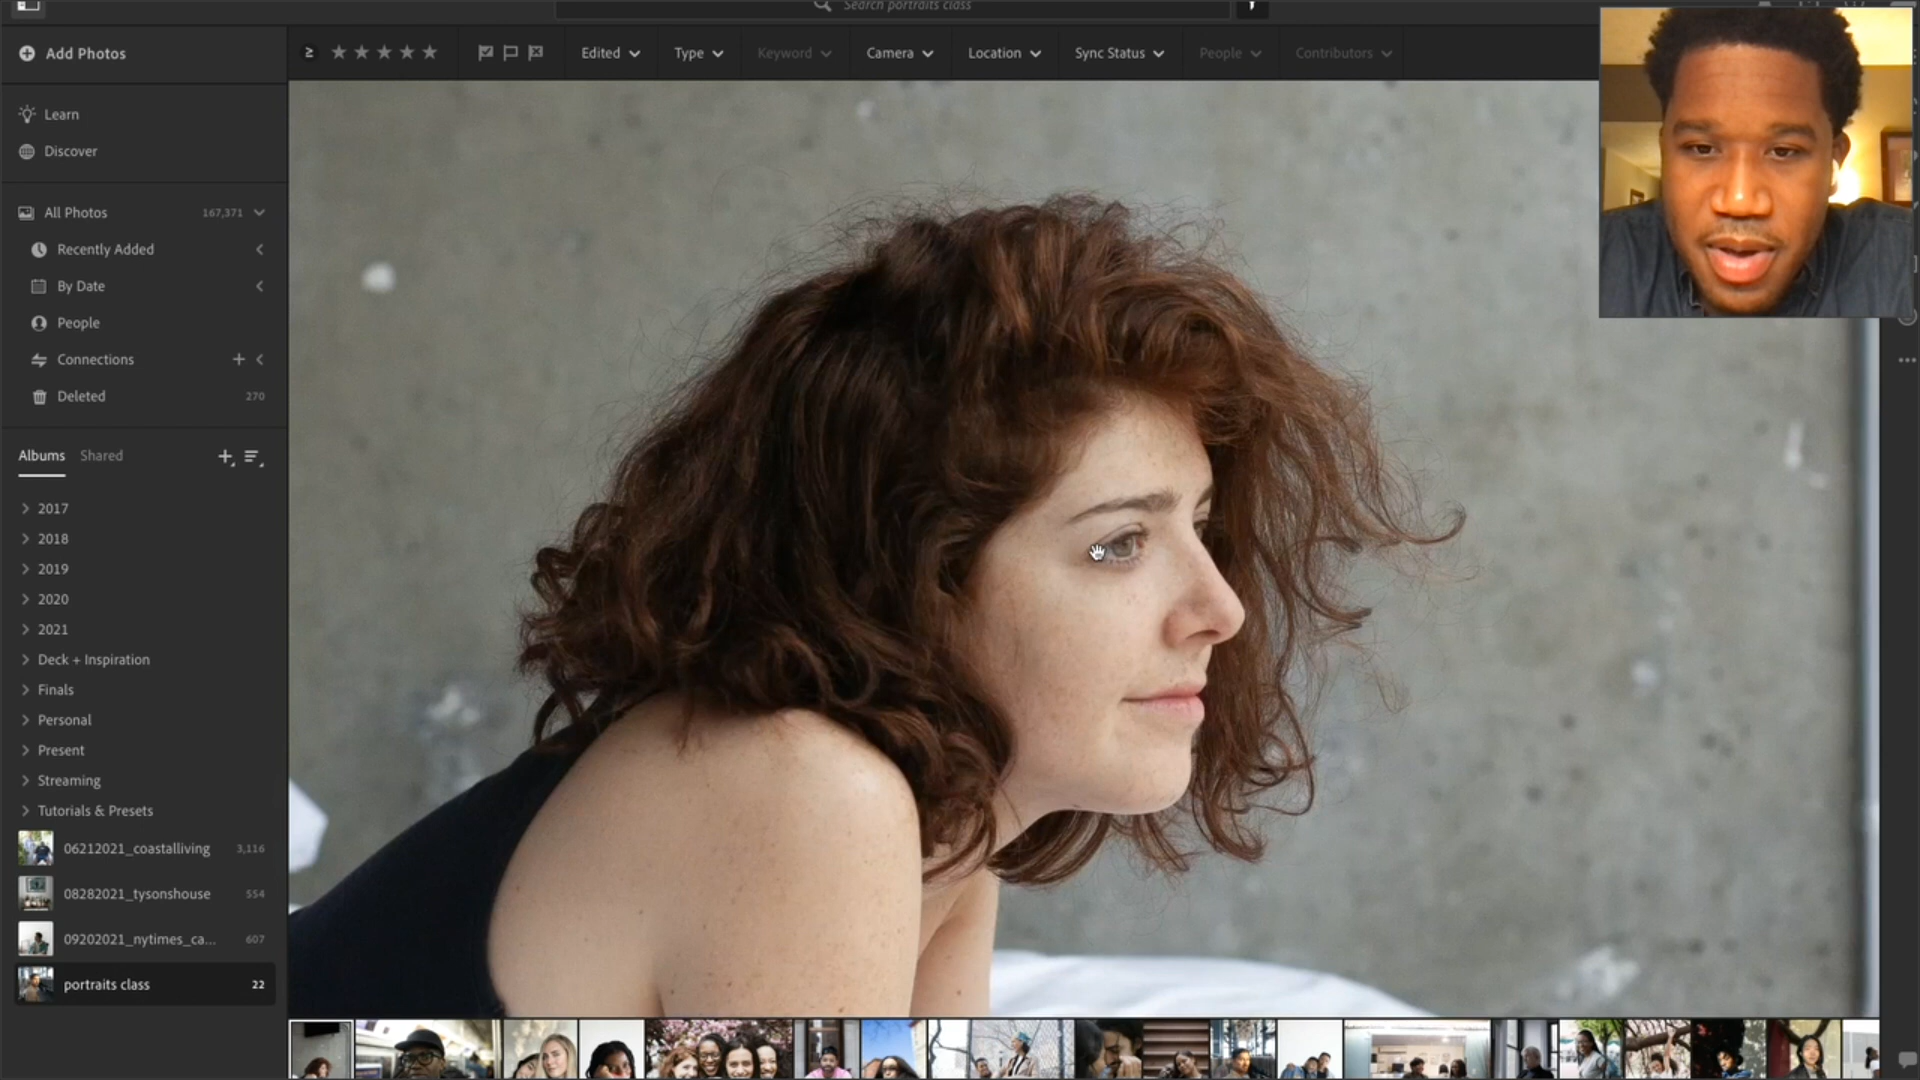 Search portraits class
Add Photos
≥ Edited Type Keyword Camera Location Sync Status People Contributors
Learn
Discover
All Photos 167,371
Recently Added
By Date
People
Connections
Deleted 270
Albums Shared
2017
2018
2019
2020
2021
Deck + Inspiration
Finals
Personal
Present
Streaming
Tutorials & Presets
06212021_coastalliving 3,116
08282021_tysonshouse 554
09202021_nytimes_ca... 607
portraits class 22